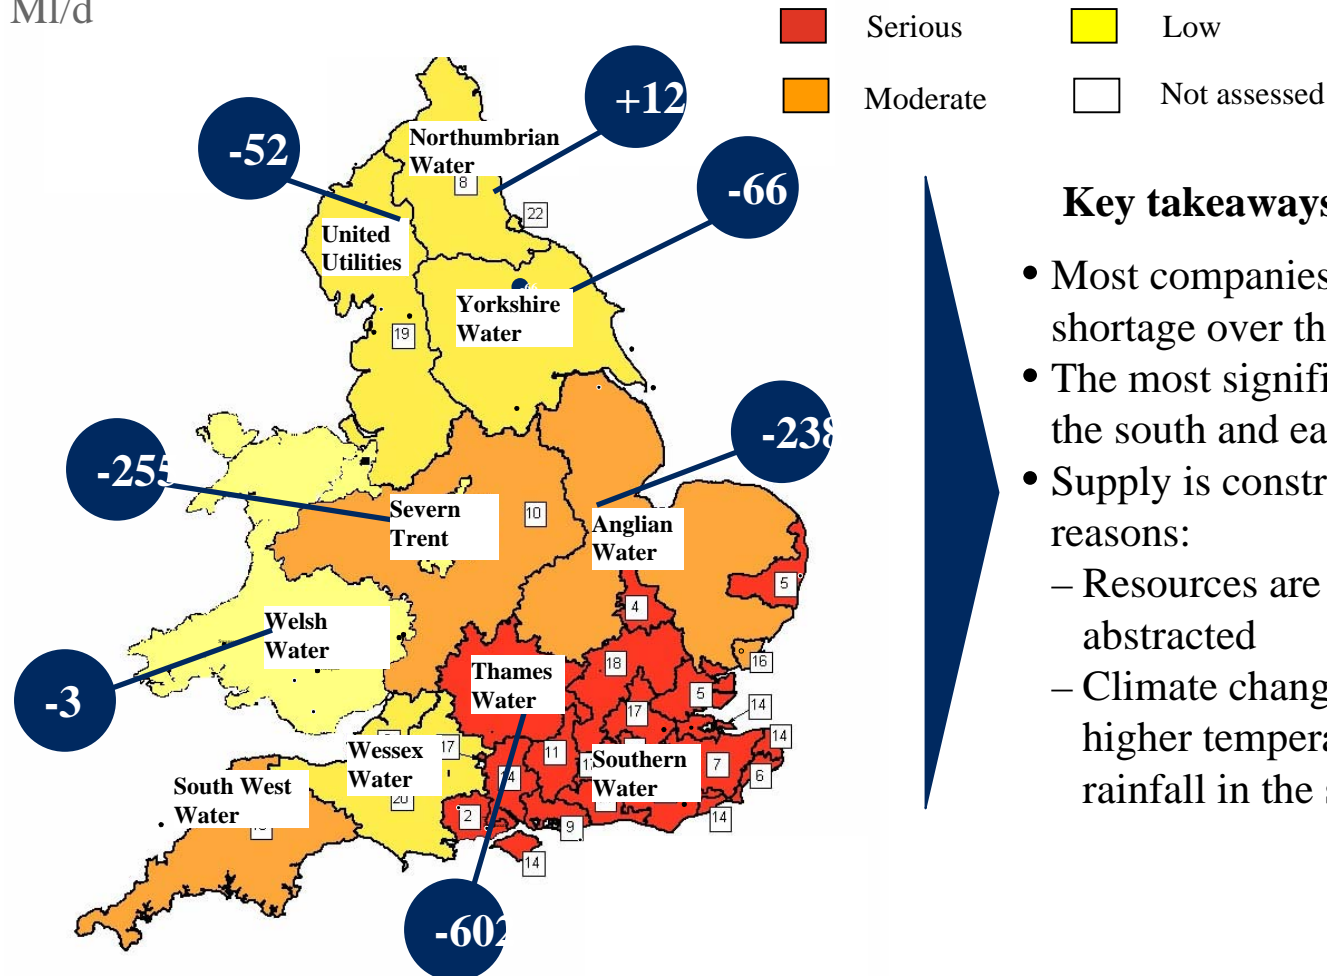 Ml/d
Serious
Low
Moderate
Not assessed
+12
-52
Northumbrian
Water
8
-66
22
United
Utilities
-66
Yorkshire
Water
19
-238
-255
Severn
Trent
10
Anglian
Water
5
4
Welsh
Water
18
16
Thames
Water
5
-3
17
14
Wessex
Water
17
11
14
Southern
Water
7
6
South West
Water
14
20
2
9
14
14
-602
Key takeaways
• Most companies
shortage over th
• The most signifi
the south and ea
• Supply is constr
reasons:
– Resources are
abstracted
– Climate chang
higher tempera
rainfall in the s